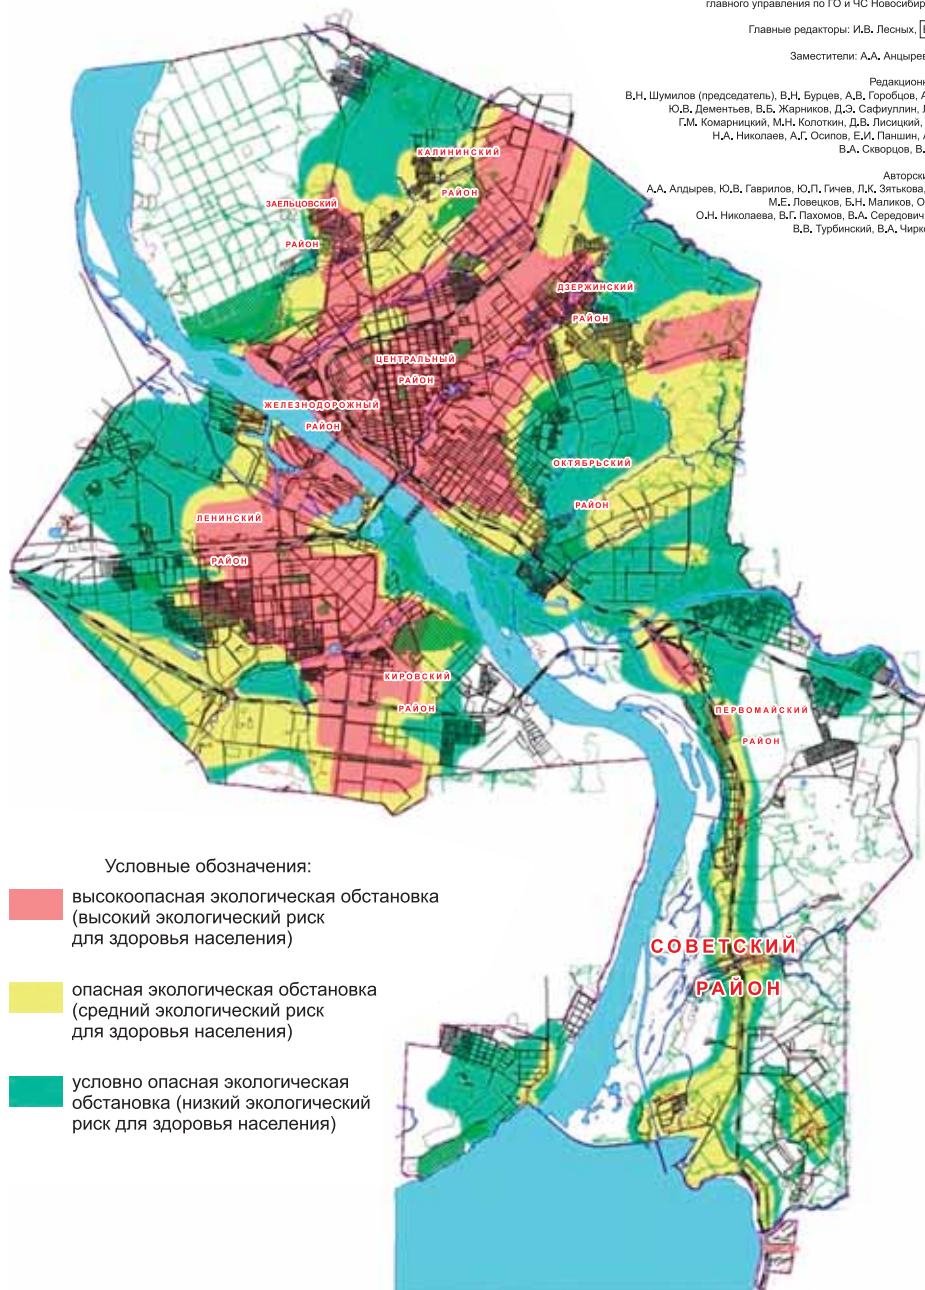 главного управления по ГО и ЧС Новосибир
Главные редакторы: И.В. Лесных,
Заместители: А.А. Анцырев
Редакционн
В.Н. Шумилов (председатель), В.Н. Бурцев, А.В. Горобцов, А
Ю.В. Дементьев, В.Б. Жарников, Д.Э. Сафиуллин, Л
Г.М. Комарницкий, М.Н. Колоткин, Д.В. Лисицкий,
Н.А. Николаев, А.Г. Осипов, Е.И. Паншин, А
В.А. Скворцов, В.
Авторски
А.А. Алдырев, Ю.В. Гаврилов, Ю.П. Гичев, Л.К. Зятькова,
М.Е. Ловецков, Б.Н. Маликов, О
О.Н. Николаева, В.Г. Пахомов, В.А. Середович
В.В. Турбинский, В.А. Чирко
КАЛИНИНСКИЙ
РАЙОН
ЗАЕЛЬЦОВСКИЙ
РАЙОН
ДЗЕРЖИНСКИЙ
РАЙОН
ЦЕНТРАЛЬНЫЙ
РАЙОН
ЖЕЛЕЗНОДОРОЖНЫЙ
РАЙОН
ОКТЯБРЬСКИЙ
РАЙОН
ЛЕНИНСКИЙ
РАЙОН
КИРОВСКИЙ
РАЙОН
ПЕРВОМАЙСКИЙ
РАЙОН
СОВЕТСКИЙ
РАЙОН
Условные обозначения:
высокоопасная экологическая обстановка
(высокий экологический риск
для здоровья населения)
опасная экологическая обстановка
(средний экологический риск
для здоровья населения)
условно опасная экологическая
обстановка (низкий экологический
риск для здоровья населения)